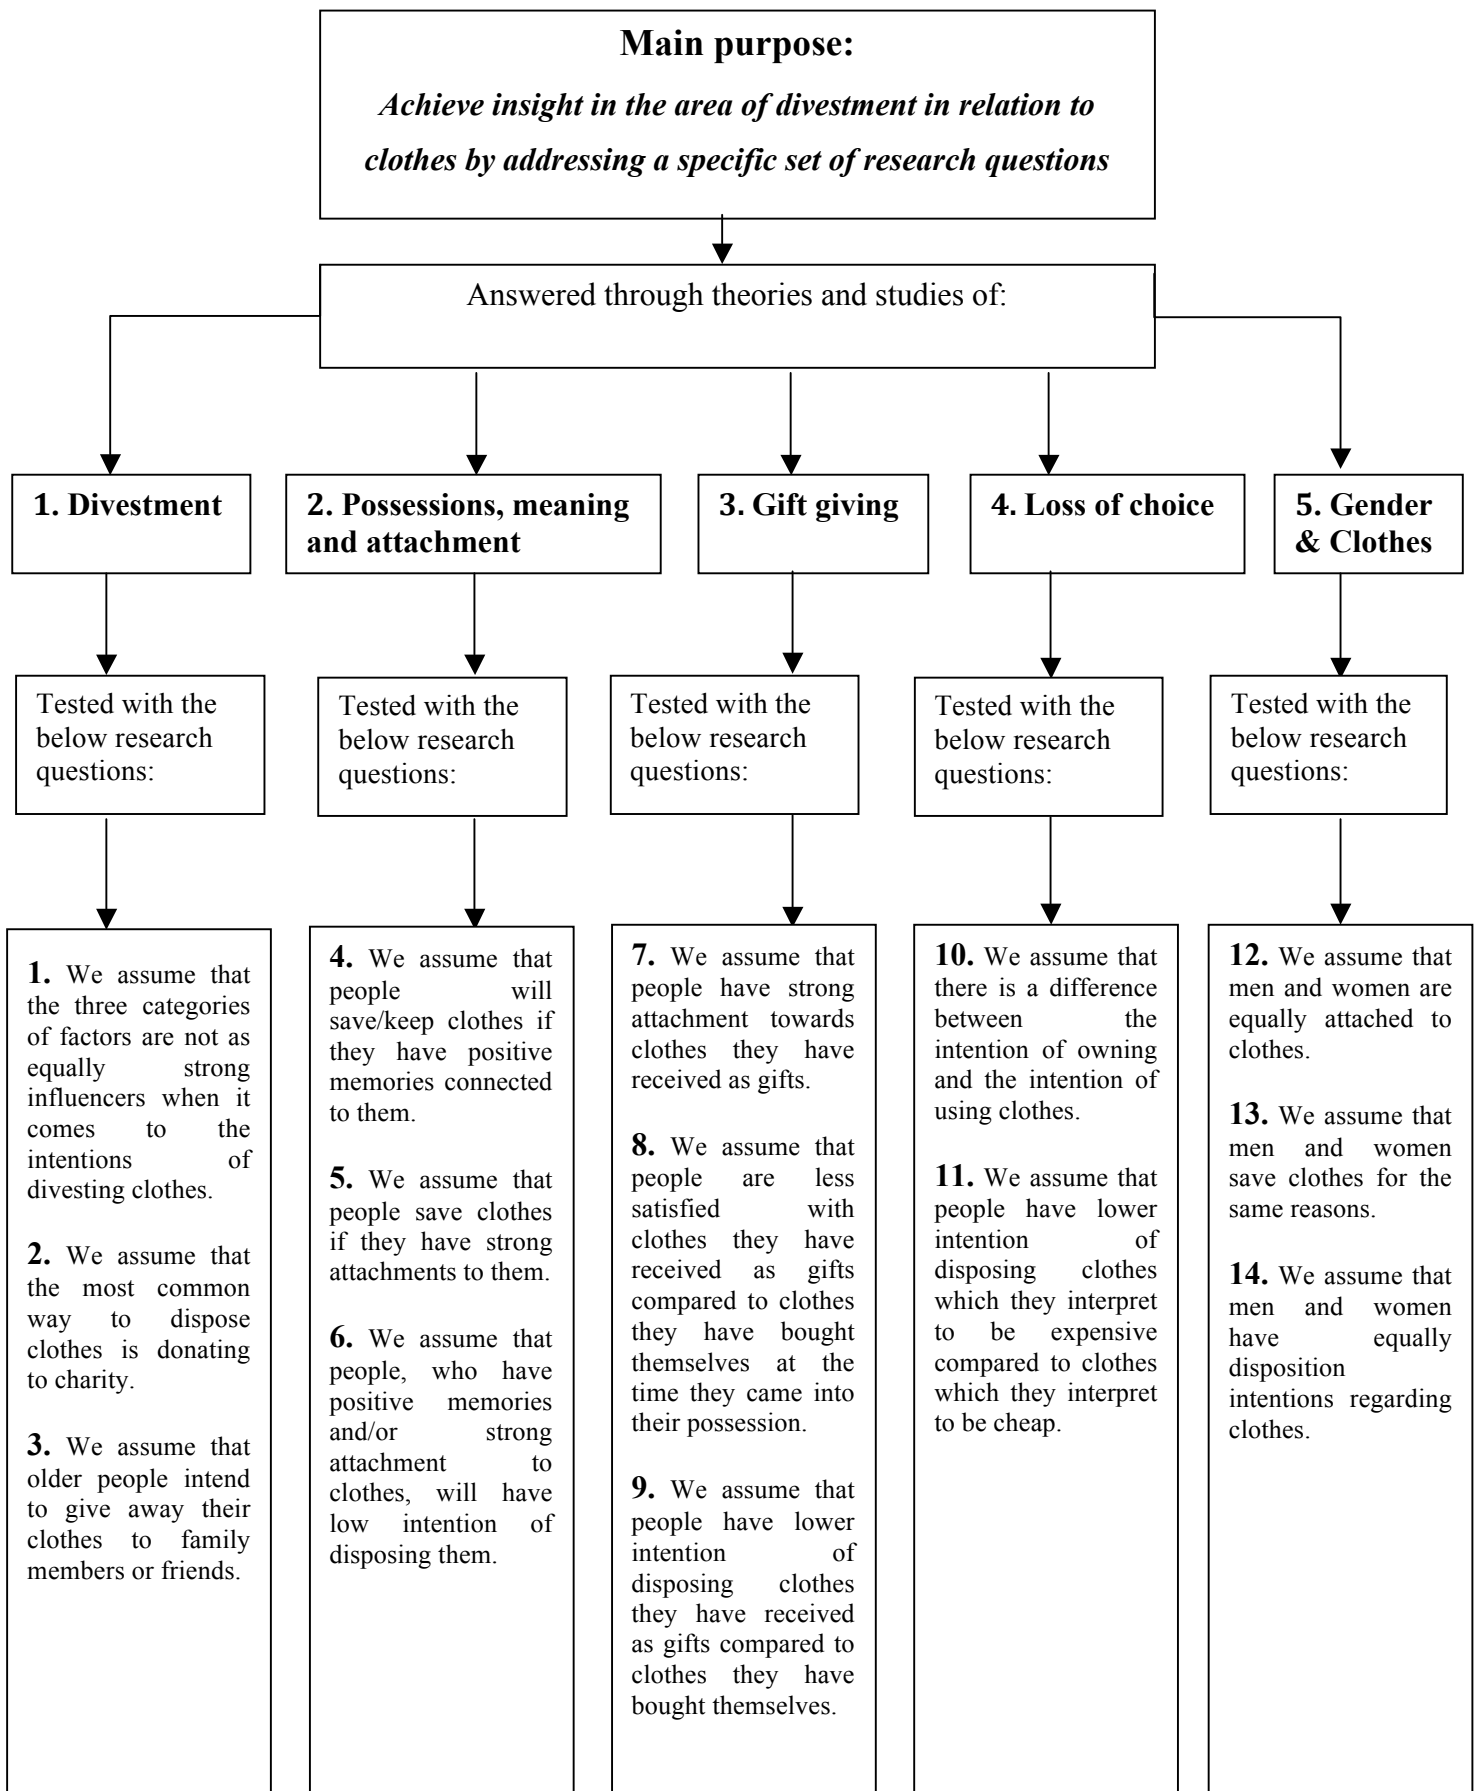 Main purpose:
Achieve insight in the area of divestment in relation to
clothes by addressing a specific set of research questions
Answered through theories and studies of:
1. Divestment
2. Possessions, meaning
and attachment
3. Gift giving
4. Loss of choice
5. Gender
& Clothes
Tested with the
below research
questions:
Tested with the
below research
questions:
Tested with the
below research
questions:
Tested with the
below research
questions:
Tested with the
below research
questions:
1. We assume that
the three categories
of factors are not as
equally strong
influencers when it
comes to the
intentions of
divesting clothes.
2. We assume that
the most common
way to dispose
clothes is donating
to charity.
3. We assume that
older people intend
to give away their
clothes to family
members or friends.
4. We assume that
people will
save/keep clothes if
they have positive
memories connected
to them.
5. We assume that
people save clothes
if they have strong
attachments to them.
6. We assume that
people, who have
positive memories
and/or strong
attachment to
clothes, will have
low intention of
disposing them.
7. We assume that
people have strong
attachment towards
clothes they have
received as gifts.
8. We assume that
people are less
satisfied with
clothes they have
received as gifts
compared to clothes
they have bought
themselves at the
time they came into
their possession.
9. We assume that
people have lower
intention of
disposing clothes
they have received
as gifts compared to
clothes they have
bought themselves.
10. We assume that
there is a difference
between the
intention of owning
and the intention of
using clothes.
11. We assume that
people have lower
intention of
disposing clothes
which they interpret
to be expensive
compared to clothes
which they interpret
to be cheap.
12. We assume that
men and women are
equally attached to
clothes.
13. We assume that
men and women
save clothes for the
same reasons.
14. We assume that
men and women
have equally
disposition
intentions regarding
clothes.